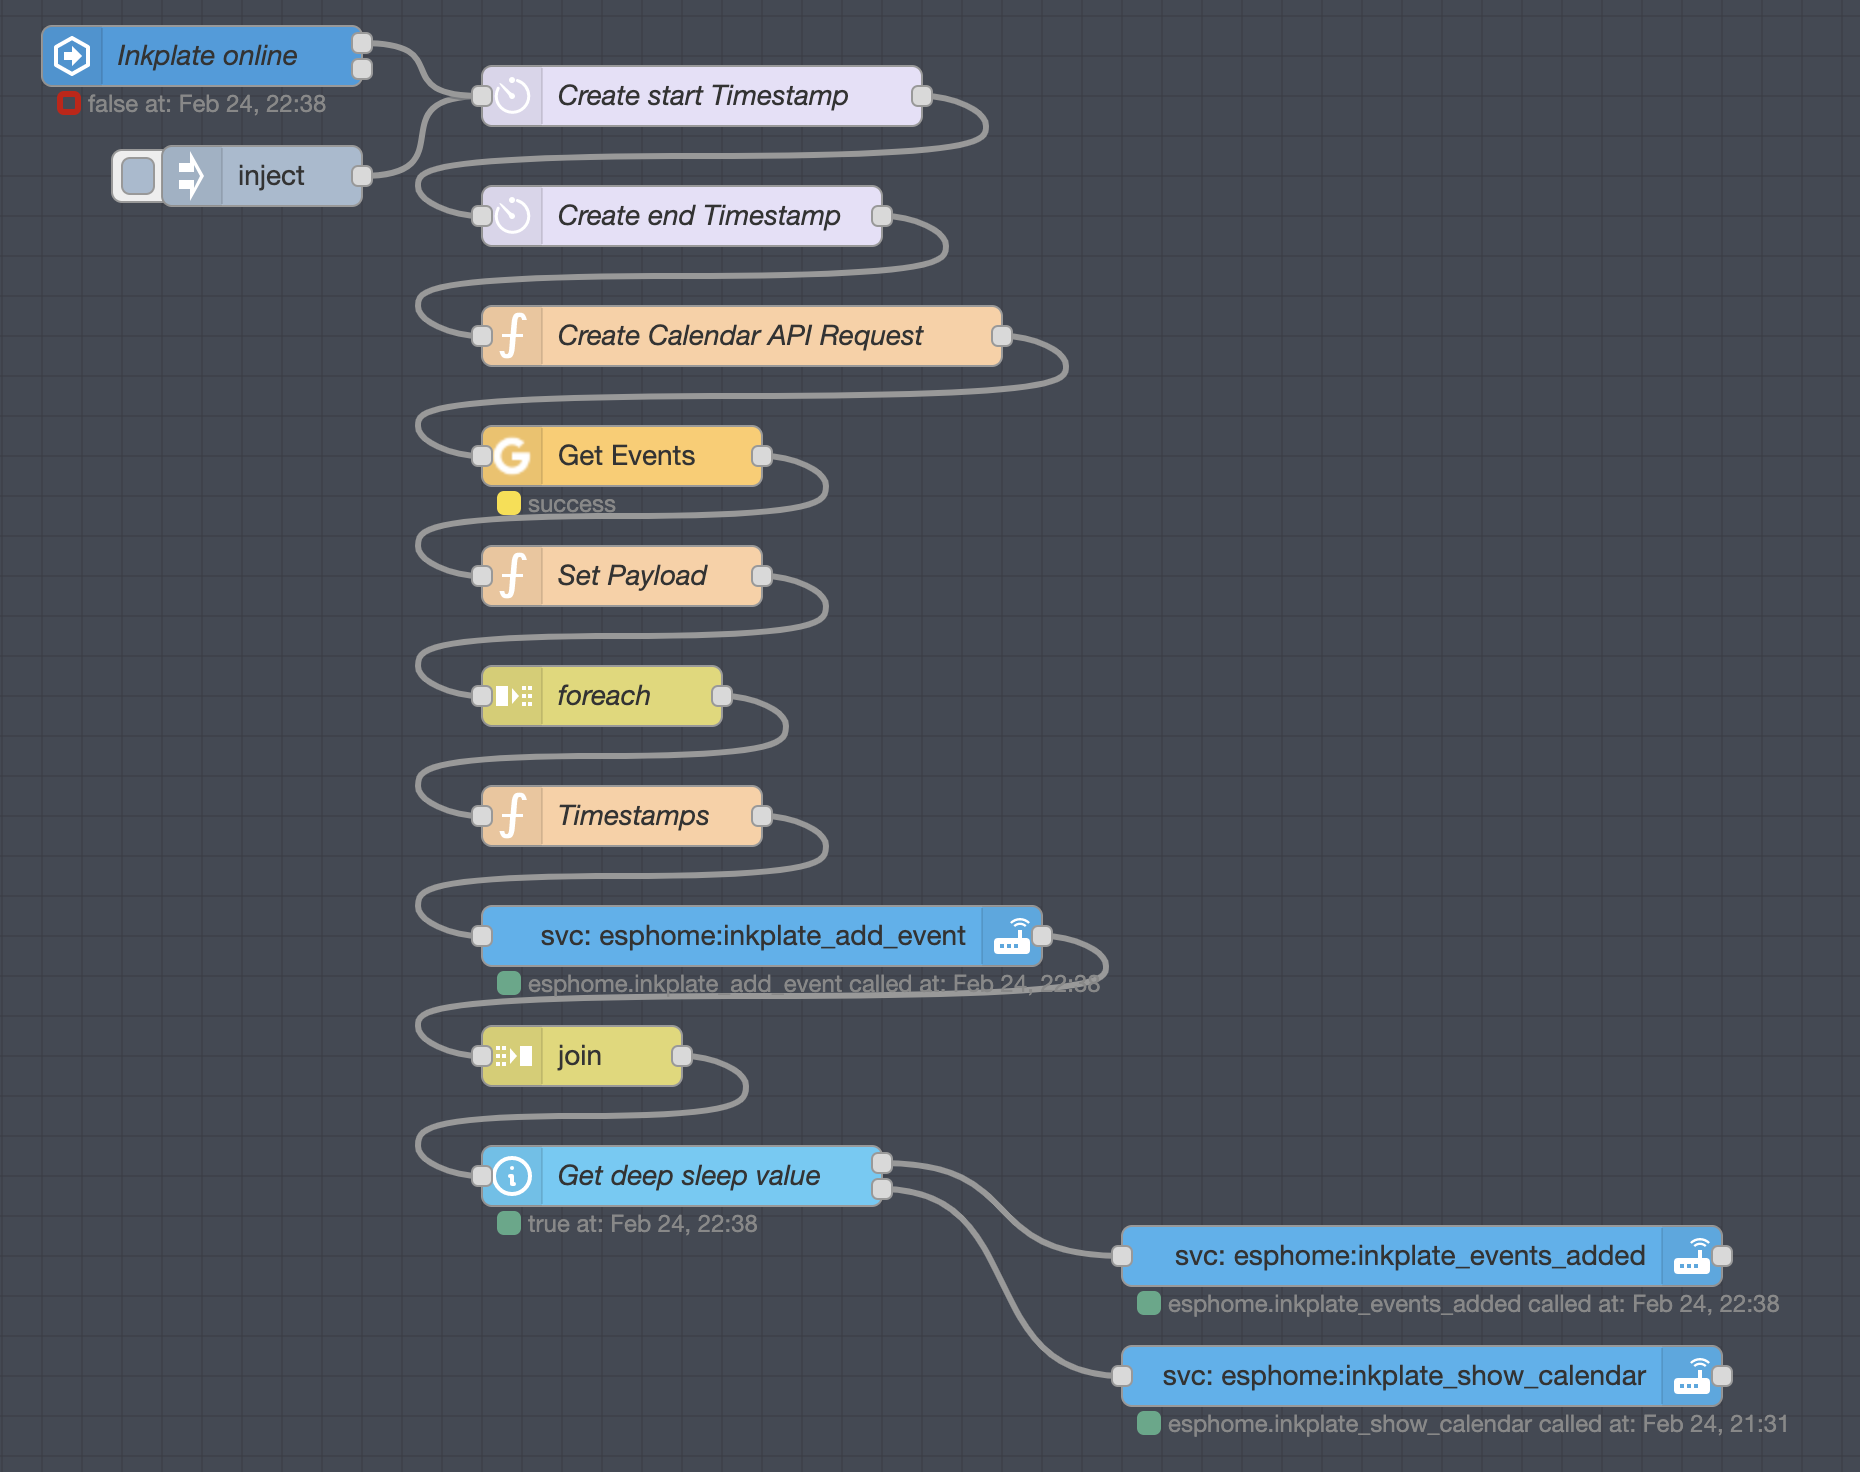 Inkplate online
false at: Feb 24, 22:38
Create start Timestamp
inject
Create end Timestamp
Create Calendar API Request
Get Events
success
Set Payload
foreach
Timestamps
svc: esphome:inkplate_add_event
esphome.inkplate_add_event called at: Feb 24, 22:38
join
Get deep sleep value
true at: Feb 24, 22:38
svc: esphome:inkplate_events_added
esphome.inkplate_events_added called at: Feb 24, 22:38
svc: esphome:inkplate_show_calendar
esphome.inkplate_show_calendar called at: Feb 24, 21:31